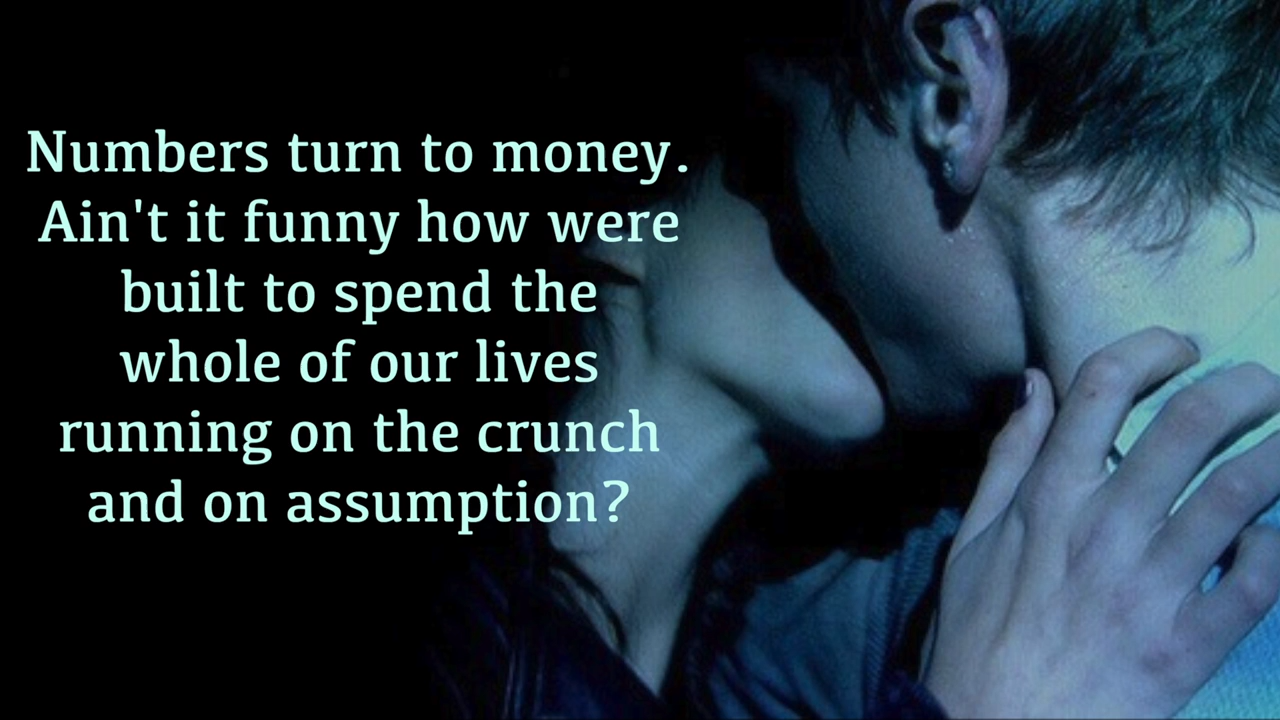 Numbers turn to money.
Ain't it funny how were
built to spend the
whole of our lives
running on the crunch
and on assumption?